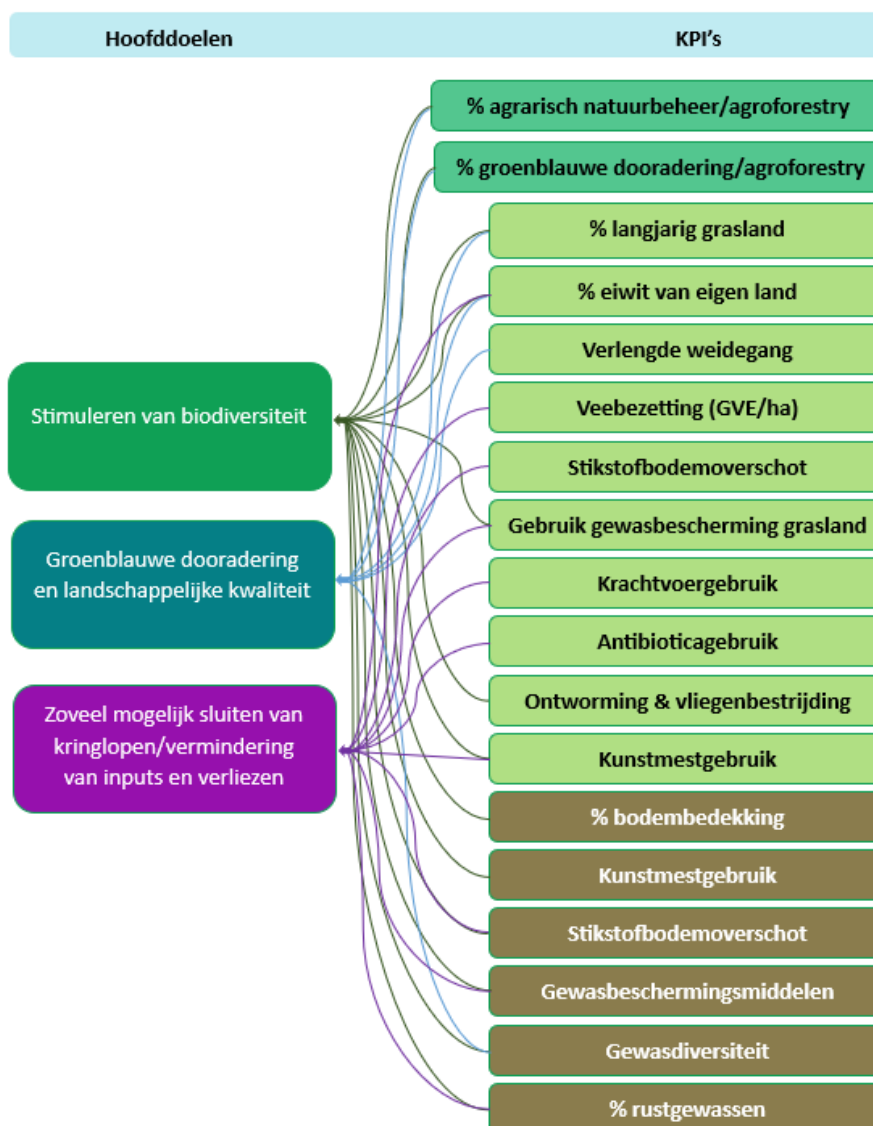 Hoofddoelen
KPI's
% agrarisch natuurbeheer/agroforestry
% groenblauwe dooradering/agroforestry
% langjarig grasland
% eiwit van eigen land
Verlengde weidegang
Veebezetting (GVE/ha)
Stikstofbodemoverschot
Gebruik gewasbescherming grasland
Krachtvoergebruik
Antibioticagebruik
Ontworming & vliegenbestrijding
Kunstmestgebruik
% bodembedekking
Kunstmestgebruik
Stikstofbodemoverschot
Gewasbeschermingsmiddelen
Gewasdiversiteit
% rustgewassen
Stimuleren van biodiversiteit
Groenblauwe dooradering
en landschappelijke kwaliteit
Zoveel mogelijk sluiten van
kringlopen/vermindering
van inputs en verliezen